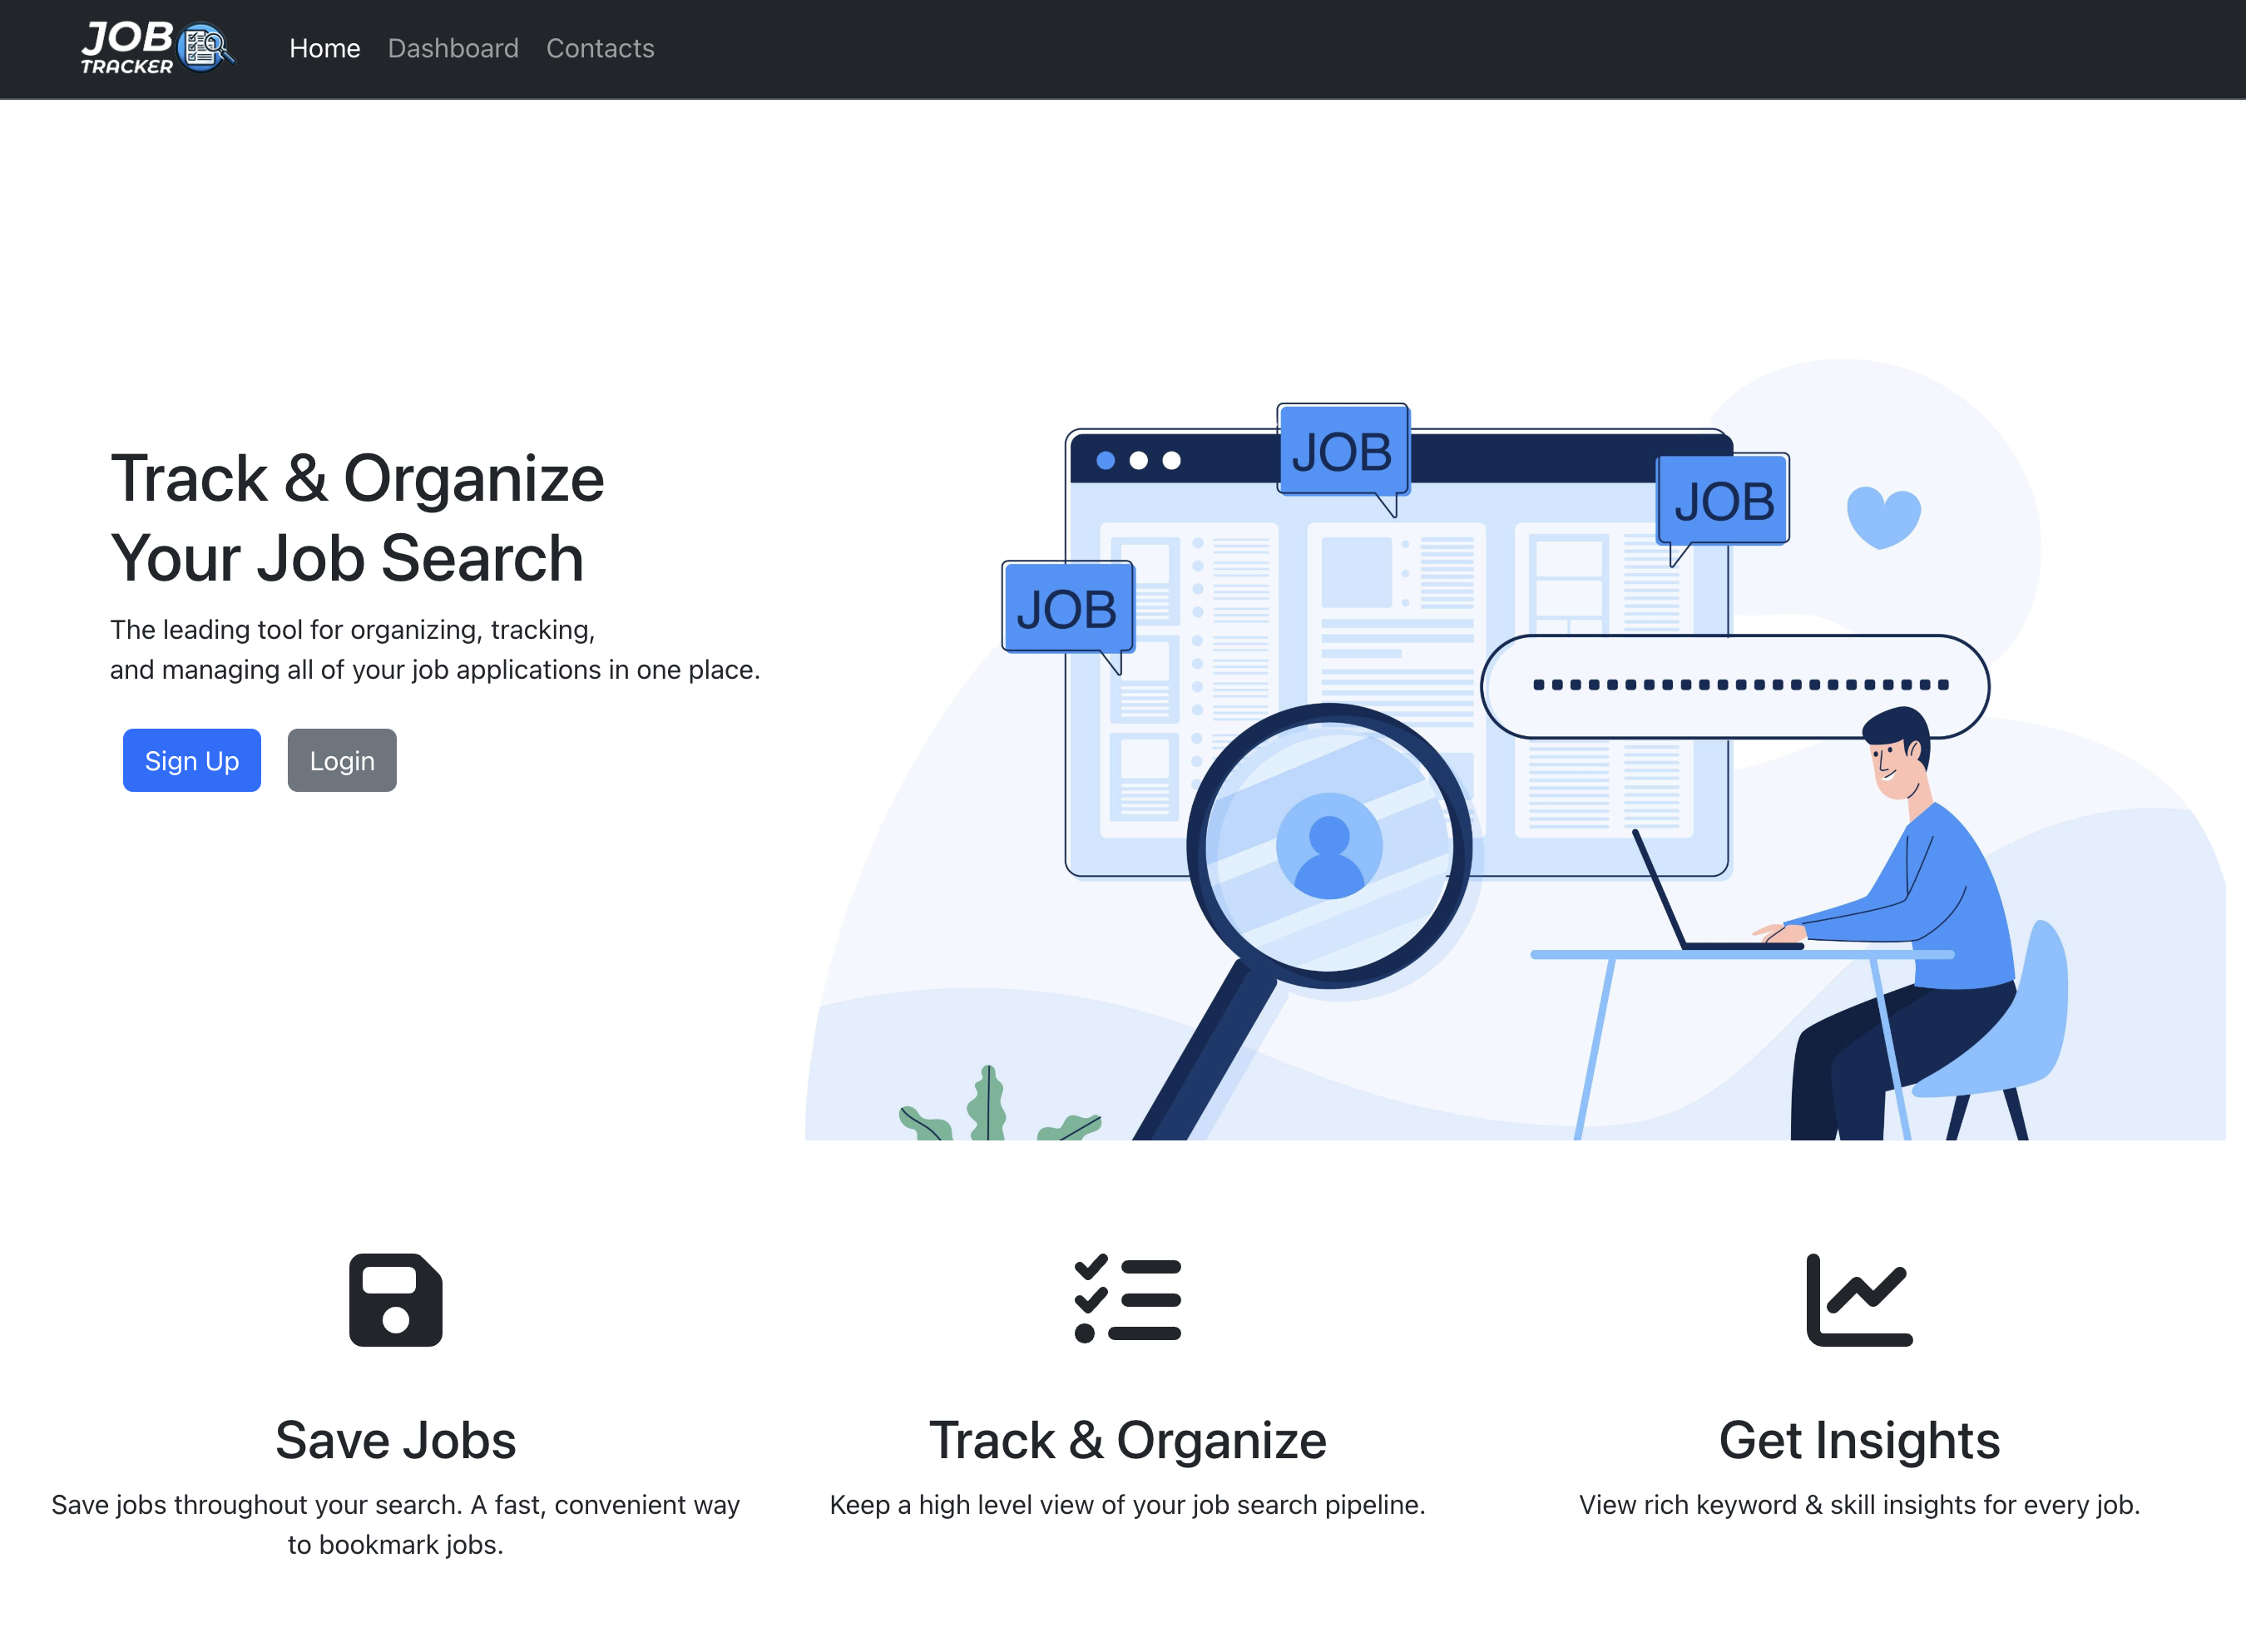 JOB
TRACKER
Home Dashboard Contacts
Track & Organize
Your Job Search
The leading tool for organizing, tracking,
and managing all of your job applications in one place.
Sign Up Login
JOB
JOB
JOB
Save Jobs
Save jobs throughout your search. A fast, convenient way
to bookmark jobs.
Track & Organize
Keep a high level view of your job search pipeline.
Get Insights
View rich keyword & skill insights for every job.